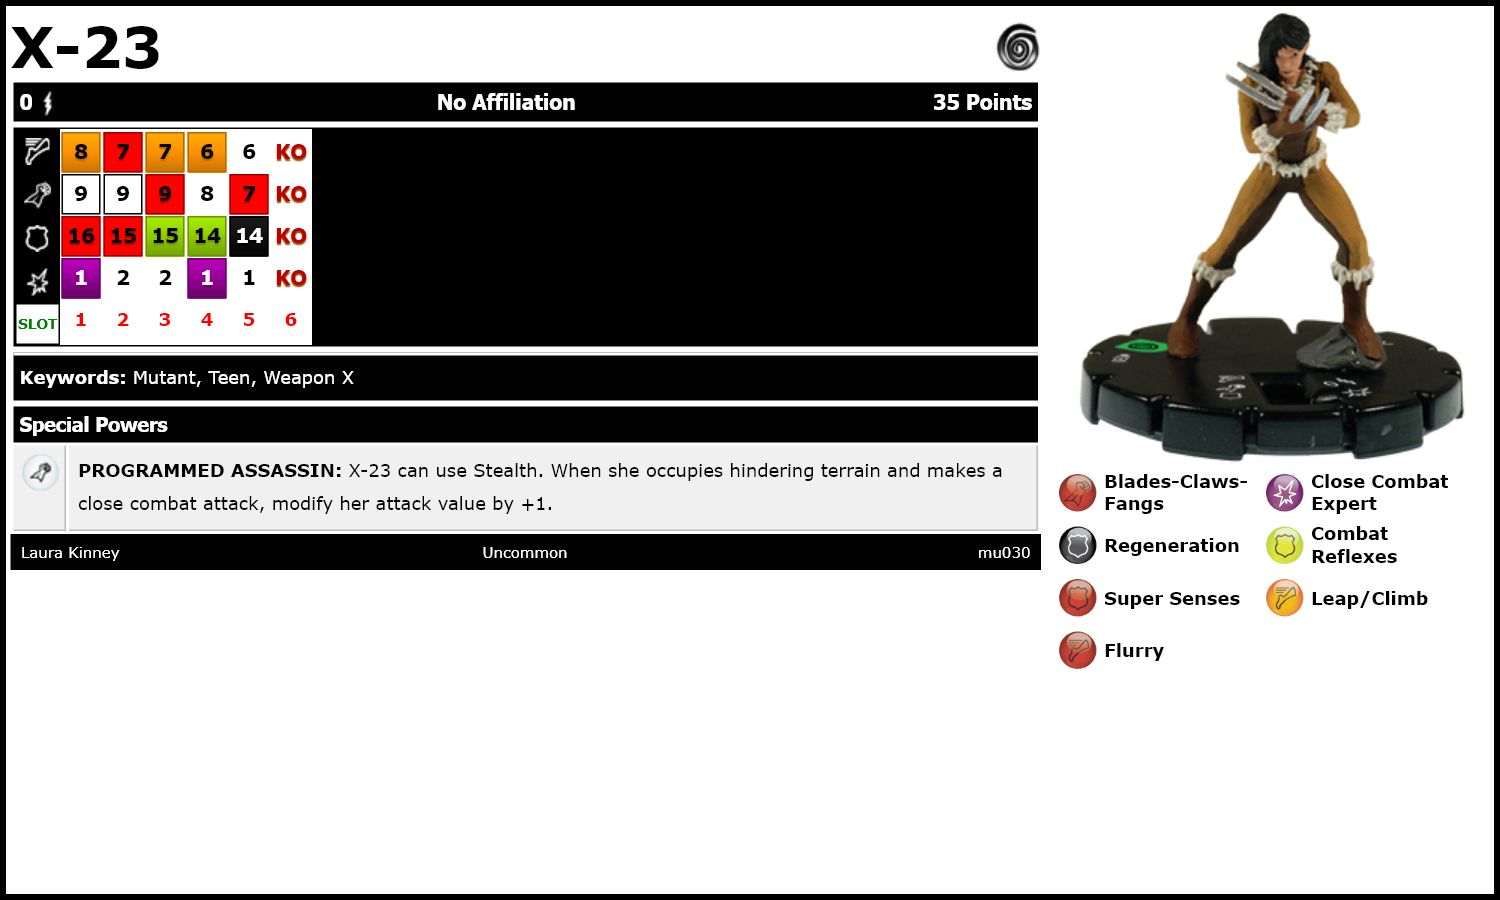 X-23
0 No Affiliation 35 Points
8 7 7 6 6 KO
9 9 9 8 7 KO
16 15 15 14 14 KO
1 2 2 1 1 KO
SLOT 1 2 3 4 5 6
Keywords: Mutant, Teen, Weapon X
Special Powers
PROGRAMMED ASSASSIN: X-23 can use Stealth. When she occupies hindering terrain and makes a
close combat attack, modify her attack value by +1.
Laura Kinney Uncommon mu030
Blades-Claws-
Fangs
Close Combat
Expert
Regeneration
Combat
Reflexes
Super Senses
Leap/Climb
Flurry